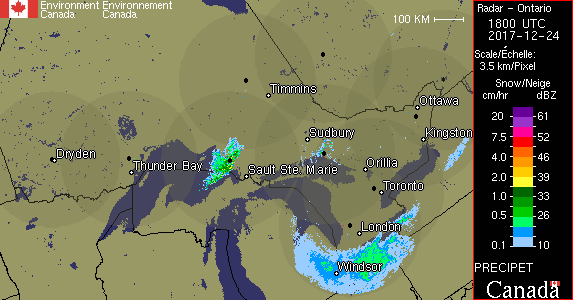 Environment Environnement
Canada Canada
100 KM
Radar - Ontario
1800 UTC
2017-12-24
Scale/Échelle:
3.5 km/Pixel
Snow/Neige
cm/hr dBZ
20 61
7.5 52
4.0 46
2.0 39
1.0 33
0.5 26
0.1 10
PRECIPET
Canada
Timmins
Ottawa
Sudbury
Kingston
Dryden
Thunder Bay
Sault Ste. Marie
Orillia
Toronto
London
Windsor